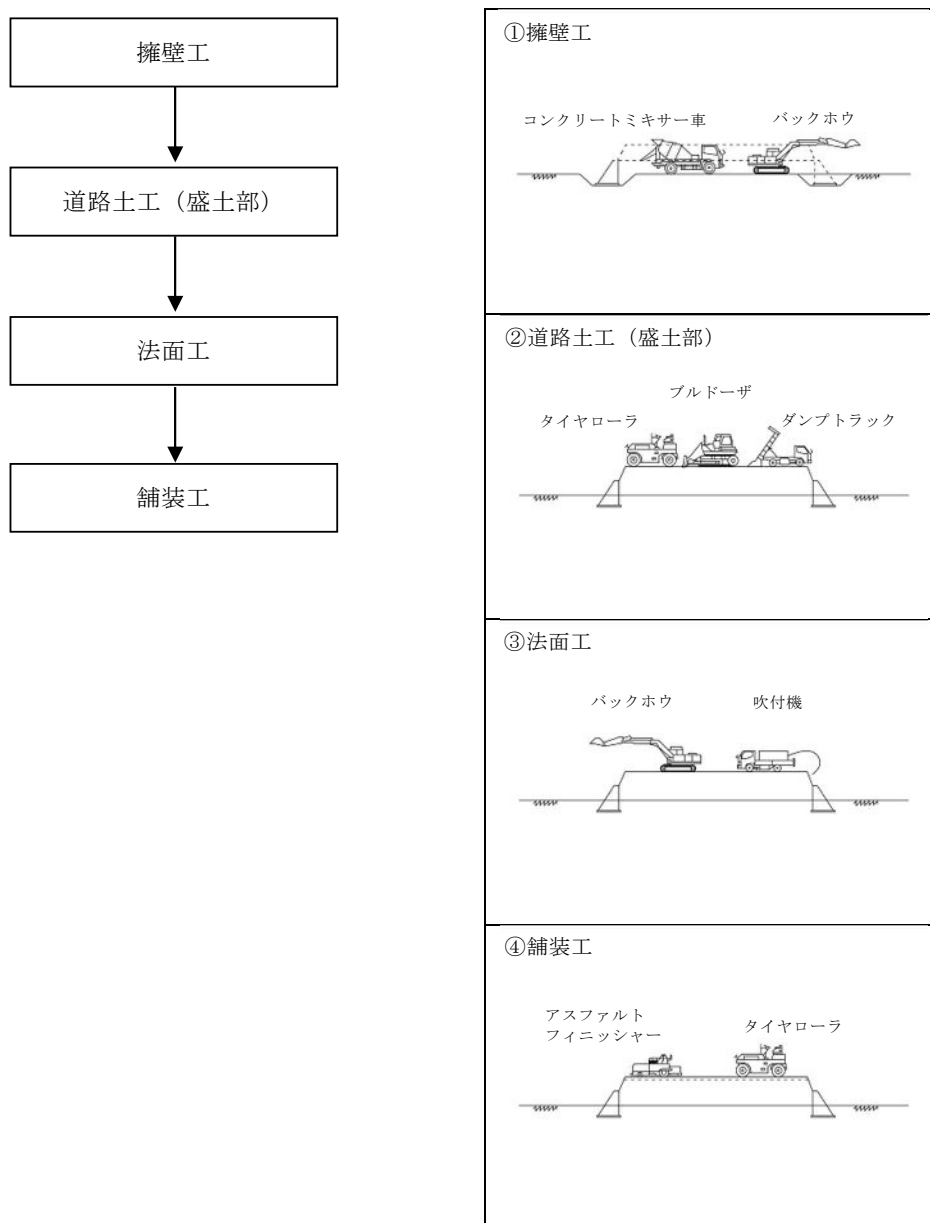 擁壁工
道路土工（盛土部）
法面工
舗装工
①擁壁工
コンクリートミキサー車
バックホウ
②道路土工（盛土部）
ブルドーザ
タイヤローラ
ダンプトラック
③法面工
バックホウ
吹付機
④舗装工
アスファルト
フィニッシャー
タイヤローラ